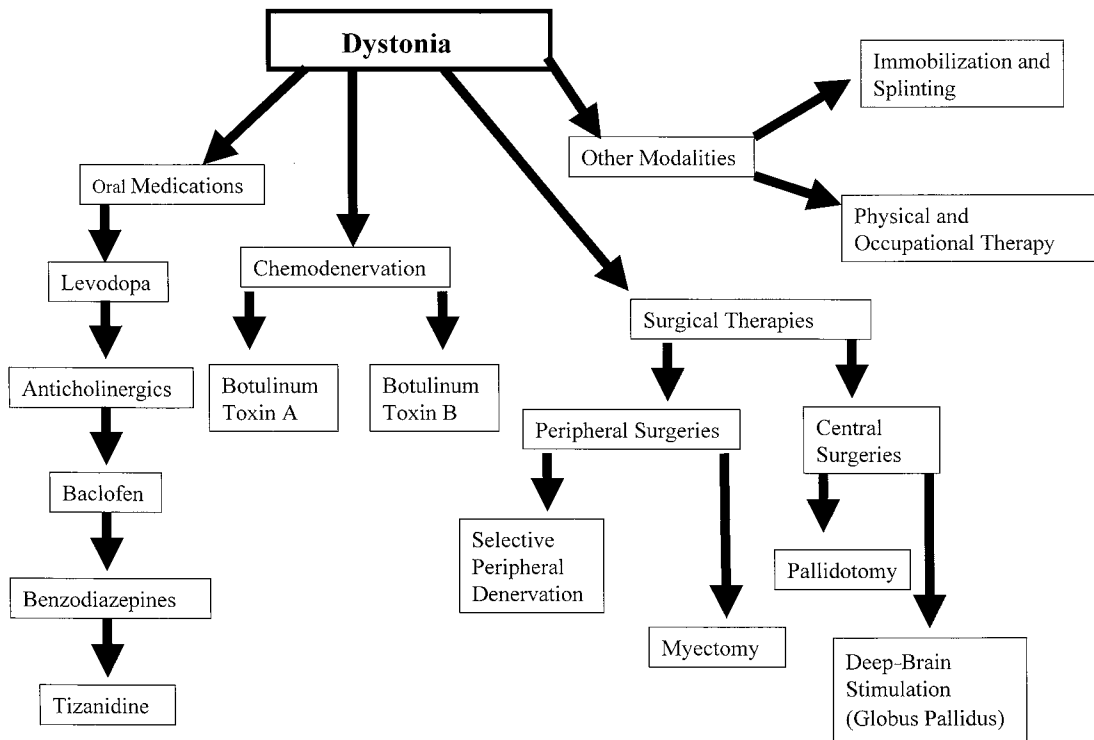 Dystonia
Immobilization and
Splinting
Other Modalities
Oral Medications
Physical and
Occupational Therapy
Chemodenervation
Levodopa
Surgical Therapies
Anticholinergics
Botulinum
Toxin A
Botulinum
Toxin B
Peripheral Surgeries
Central
Surgeries
Baclofen
Selective
Peripheral
Denervation
Pallidotomy
Benzodiazepines
Myectomy
Deep-Brain
Stimulation
(Globus Pallidus)
Tizanidine